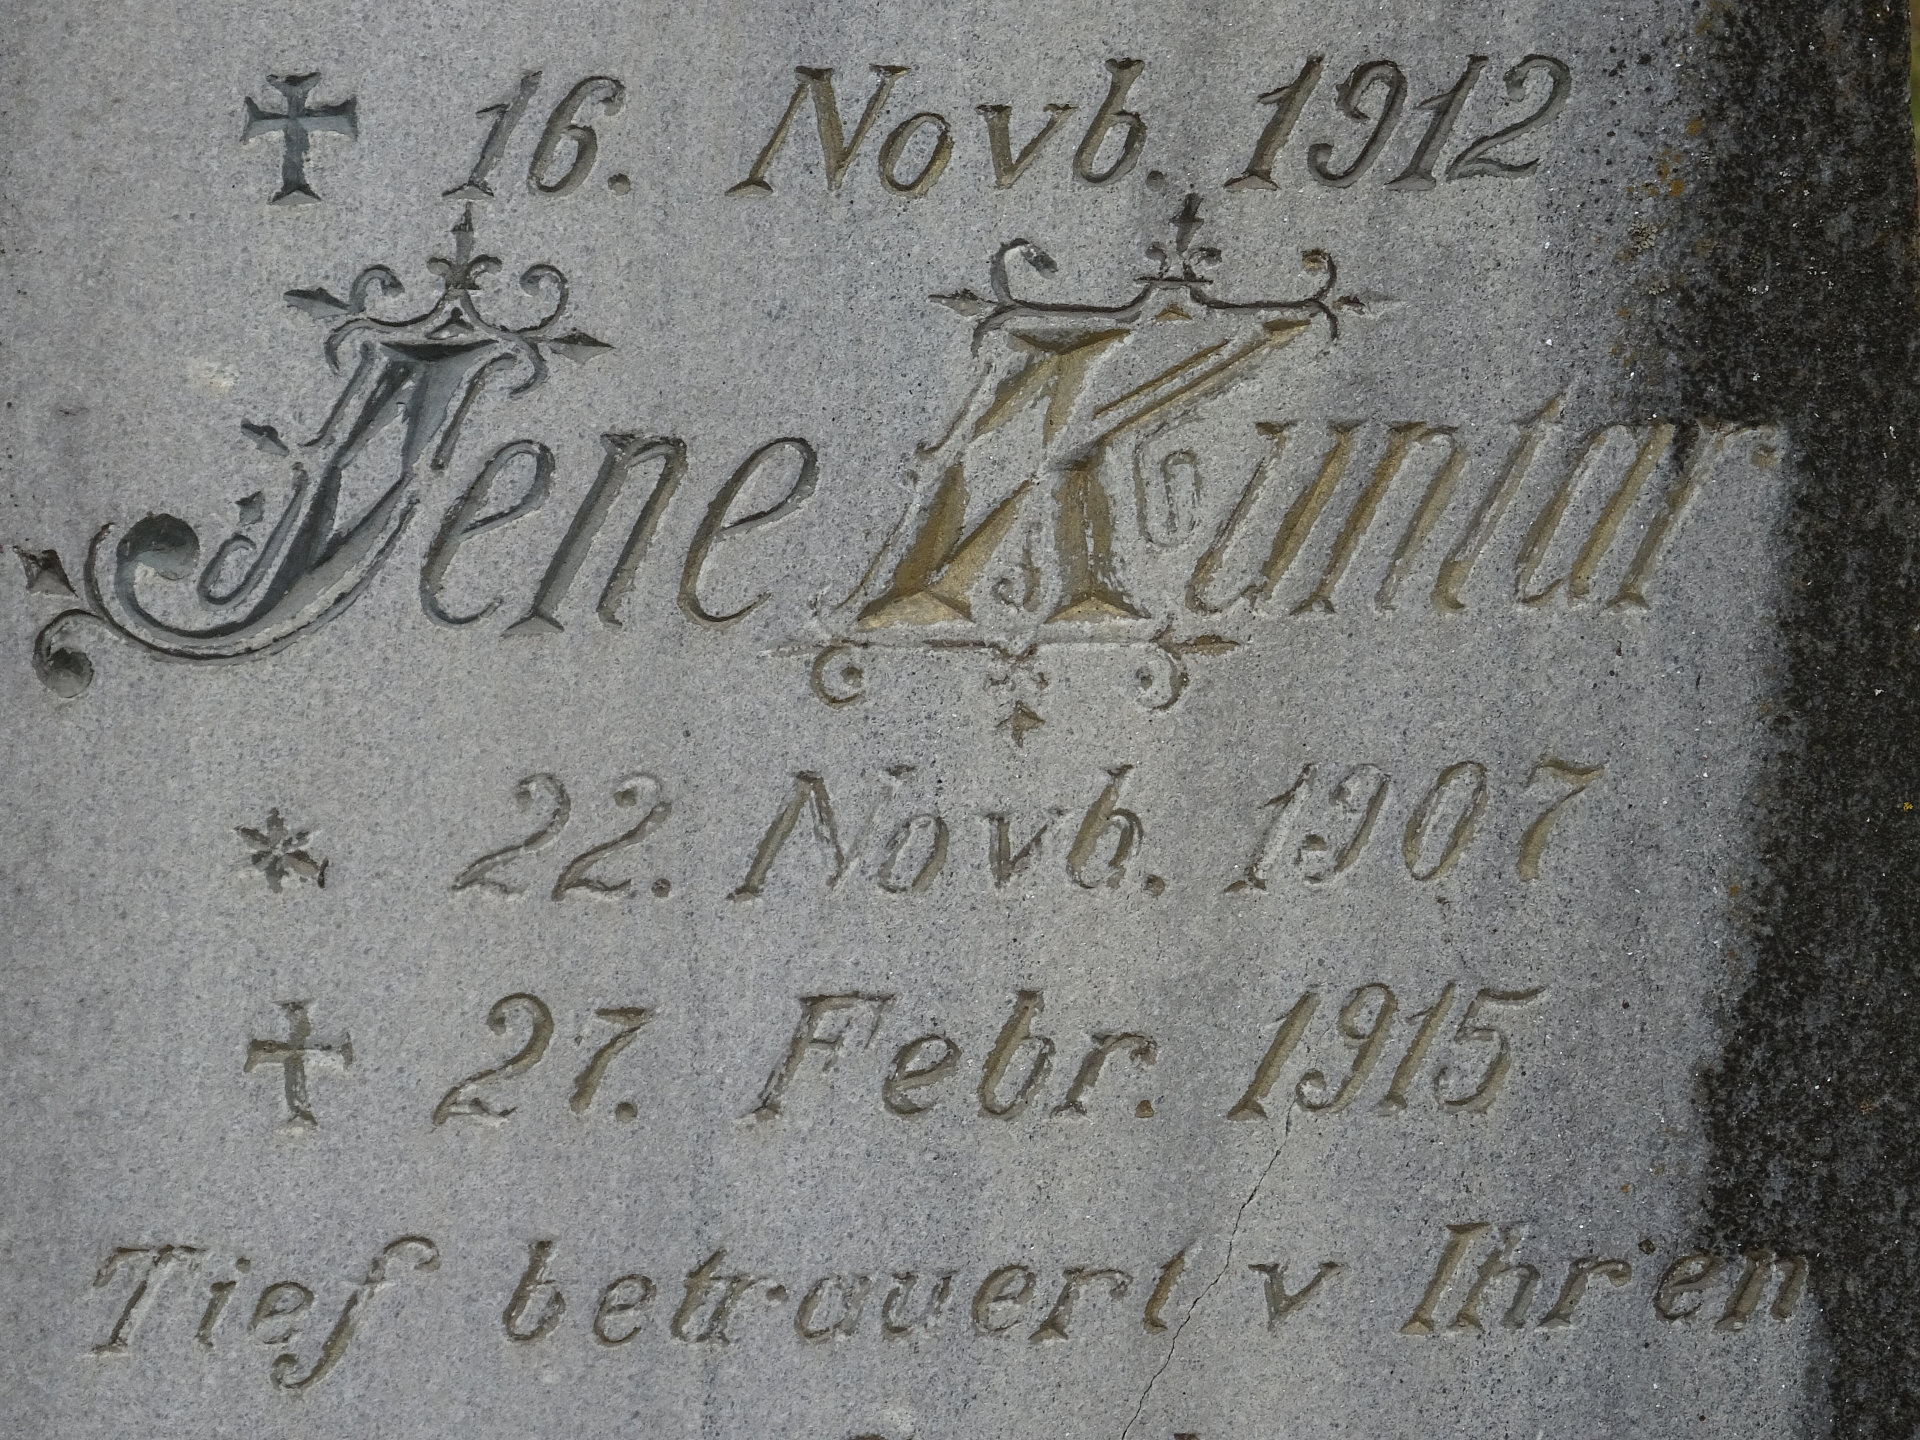 † 16. Novb. 1912
Jene Kuntar
* 22. Novb. 1907
† 27. Febr. 1915
Tief betrauert v Ihren